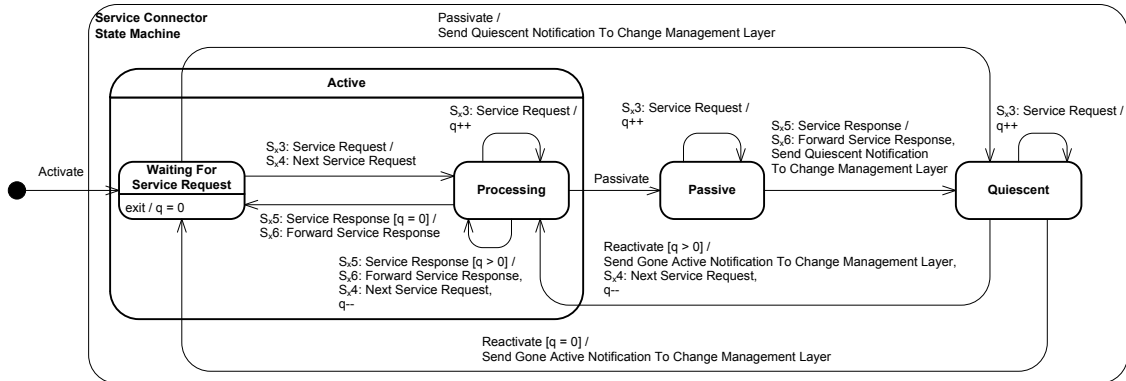 Service Connector
State Machine
Passivate /
Send Quiescent Notification To Change Management Layer
Active
Activate
Waiting For
Service Request
exit / q = 0
Sx3: Service Request /
Sx4: Next Service Request
Sx5: Service Response [q = 0] /
Sx6: Forward Service Response
Sx3: Service Request /
q++
Processing
Sx5: Service Response [q > 0] /
Sx6: Forward Service Response,
Sx4: Next Service Request,
q--
Passivate
Sx3: Service Request /
q++
Passive
Sx5: Service Response /
Sx6: Forward Service Response,
Send Quiescent Notification
To Change Management Layer
Sx3: Service Request /
q++
Quiescent
Reactivate [q > 0] /
Send Gone Active Notification To Change Management Layer,
Sx4: Next Service Request,
q--
Reactivate [q = 0] /
Send Gone Active Notification To Change Management Layer